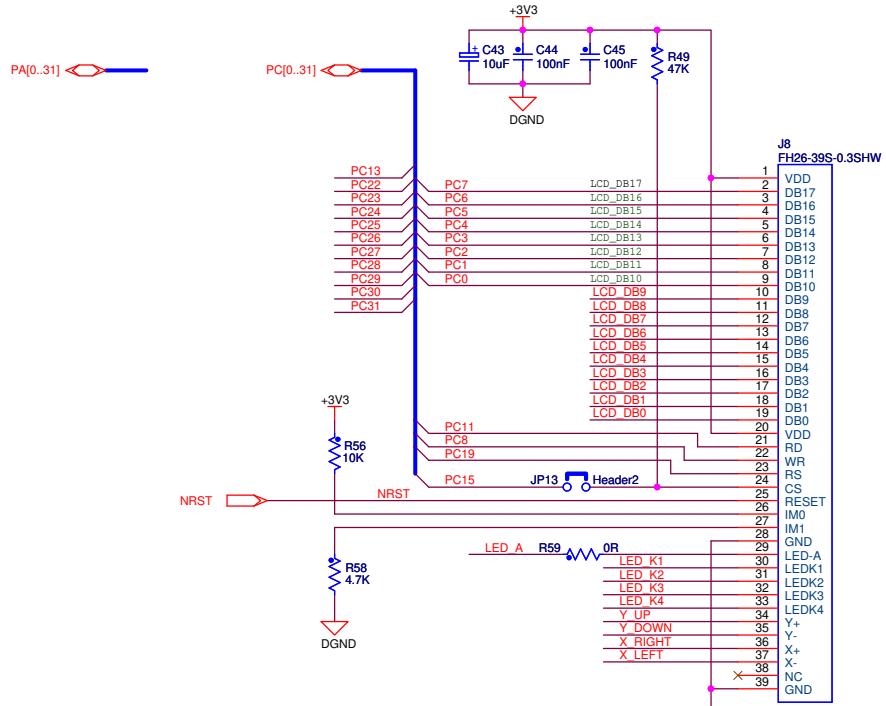 +3V3
PA[0..31]
PC[0..31]
C43
10uF
C44
100nF
C45
100nF
R49
47K
DGND
J8
FH26-39S-0.3SHW
PC13
PC22
PC23
PC24
PC25
PC26
PC27
PC28
PC29
PC30
PC31
PC7 LCD_DB17
PC6 LCD_DB16
PC5 LCD_DB15
PC4 LCD_DB14
PC3 LCD_DB13
PC2 LCD_DB12
PC1 LCD_DB11
PC0 LCD_DB10
LCD_DB9
LCD_DB8
LCD_DB7
LCD_DB6
LCD_DB5
LCD_DB4
LCD_DB3
LCD_DB2
LCD_DB1
LCD_DB0
+3V3
R56
10K
PC11
PC8
PC19
PC15
JP13 Header2
NRST
NRST
R58
4.7K
DGND
LED_A R59 0R
LED_K1
LED_K2
LED_K3
LED_K4
Y_UP
Y_DOWN
X_RIGHT
X_LEFT
1 VDD
2 DB17
3 DB16
4 DB15
5 DB14
6 DB13
7 DB12
8 DB11
9 DB10
10 DB9
11 DB8
12 DB7
13 DB6
14 DB5
15 DB4
16 DB3
17 DB2
18 DB1
19 DB0
20 VDD
21 RD
22 WR
23 RS
24 CS
25 RESET
26 IM0
27 IM1
28 GND
29 LED-A
30 LEDK1
31 LEDK2
32 LEDK3
33 LEDK4
34 Y+
35 Y-
36 X+
37 X-
38 NC
39 GND